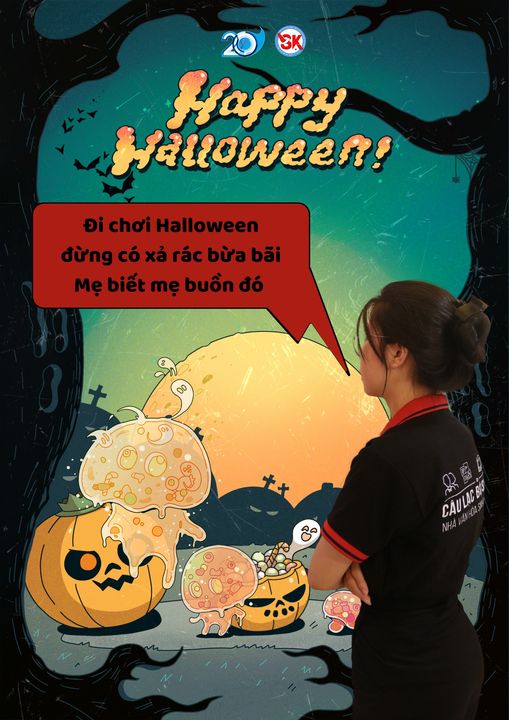 20
3K
Happy
Halloween!
Đi chơi Halloween
đừng có xả rác bừa bãi
Mẹ biết mẹ buồn đó
CÂU LẠC BỘ
NHÀ VĂN HÓA SINH